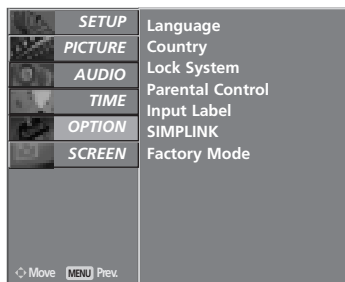 SETUP
PICTURE
AUDIO
TIME
OPTION
SCREEN
Language
Country
Lock System
Parental Control
Input Label
SIMPLINK
Factory Mode
Move MENU Prev.